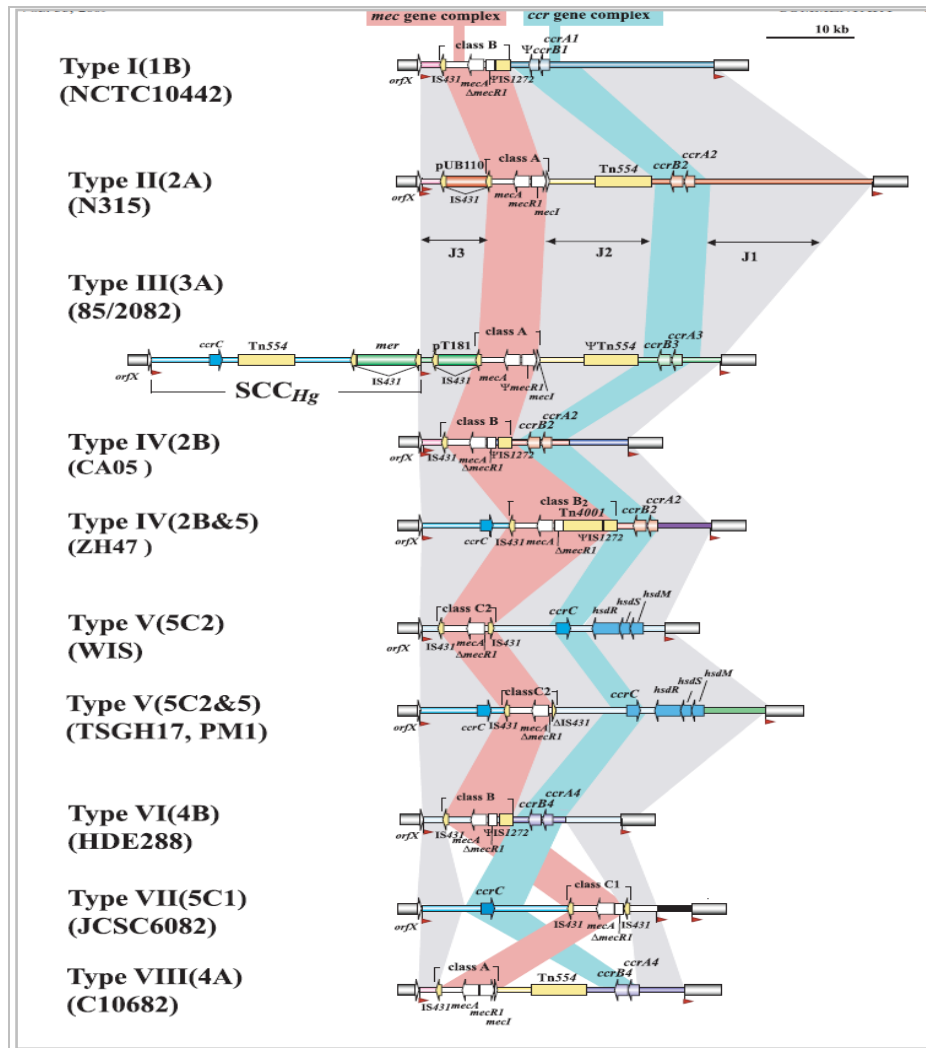 mec gene complex
ccr gene complex
10 kb
Type I(1B)
(NCTC10442)
class B
ccrA1
ΨccrB1
orfX
IS431
mecA
ΨIS1272
ΔmecR1
Type II(2A)
(N315)
pUB110
class A
Tn554
ccrB2
ccrA2
orfX
IS431
mecA
mecR1
mecI
J3
J2
J1
Type III(3A)
(85/2082)
ccrC
Tn554
mer
pT181
class A
ΨTn554
ccrB3
ccrA3
orfX
IS431
IS431
mecA
ΨmecR1
mecI
SCCHg
Type IV(2B)
(CA05 )
class B
ccrB2
ccrA2
orfX
IS431
mecA
ΨIS1272
ΔmecR1
Type IV(2B&5)
(ZH47 )
class B2
Tn4001
ccrB2
ccrA2
orfX
ccrC
IS431
mecA
ΨIS1272
ΔmecR1
Type V(5C2)
(WIS)
class C2
ccrC
hsdR
hsdS
hsdM
orfX
IS431
mecA
IS431
ΔmecR1
Type V(5C2&5)
(TSGH17, PM1)
classC2
ccrC
hsdR
hsdS
hsdM
orfX
ccrC
IS431
mecA
ΔIS431
ΔmecR1
Type VI(4B)
(HDE288)
class B
ccrB4
ccrA4
orfX
IS431
mecA
ΨIS1272
ΔmecR1
Type VII(5C1)
(JCSC6082)
ccrC
class C1
orfX
IS431
mecA
IS431
ΔmecR1
Type VIII(4A)
(C10682)
class A
Tn554
ccrB4
ccrA4
orfX
IS431
mecA
mecR1
mecI